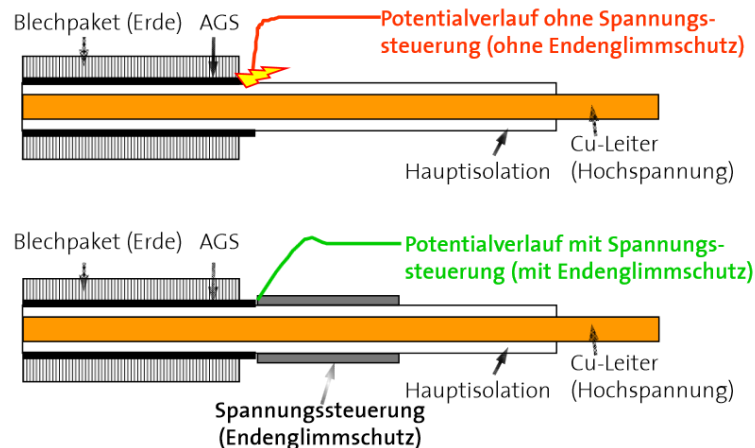 Blechpaket (Erde)
AGS
Potentialverlauf ohne Spannungs-
steuerung (ohne Endenglimmschutz)
Hauptisolation
Cu-Leiter
(Hochspannung)
Blechpaket (Erde)
AGS
Potentialverlauf mit Spannungs-
steuerung (mit Endenglimmschutz)
Hauptisolation
Cu-Leiter
(Hochspannung)
Spannungssteuerung
(Endenglimmschutz)